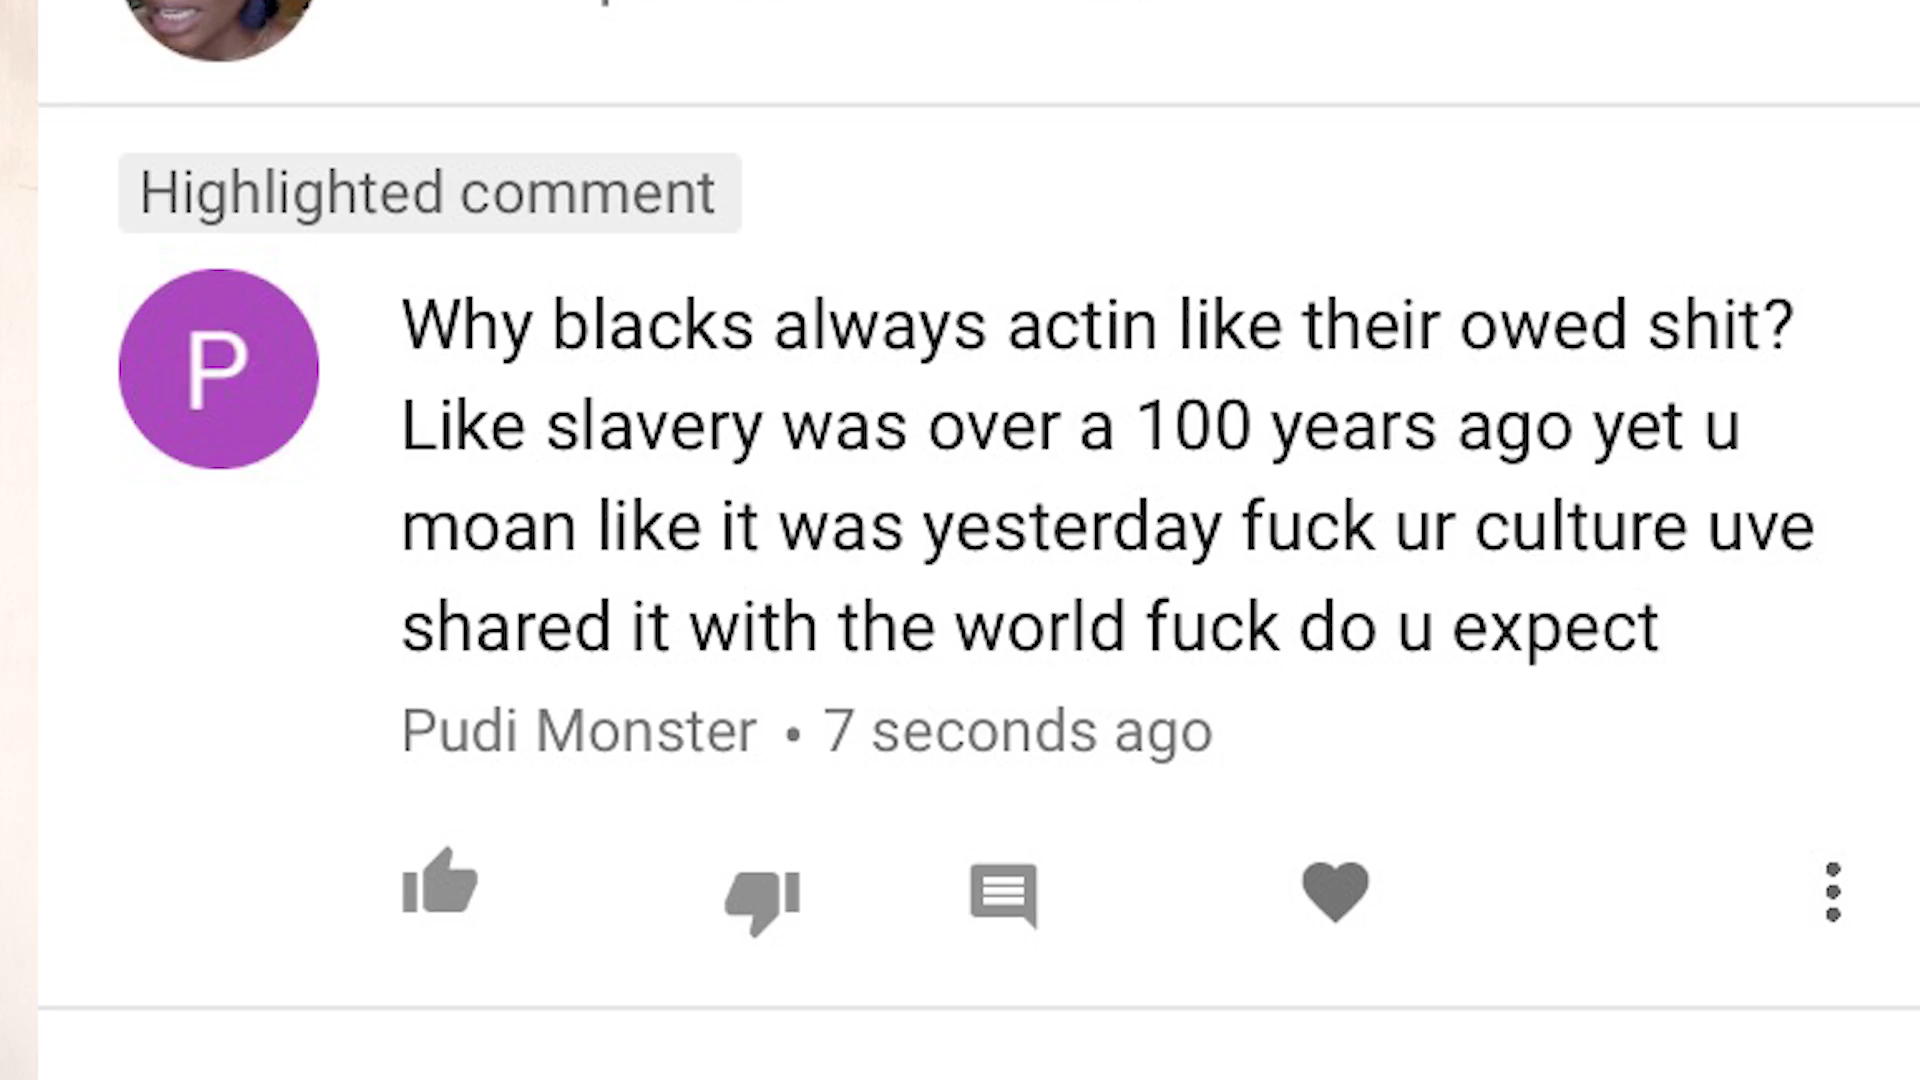 Highlighted comment
P
Why blacks always actin like their owed shit?
Like slavery was over a 100 years ago yet u
moan like it was yesterday fuck ur culture uve
shared it with the world fuck do u expect
Pudi Monster • 7 seconds ago